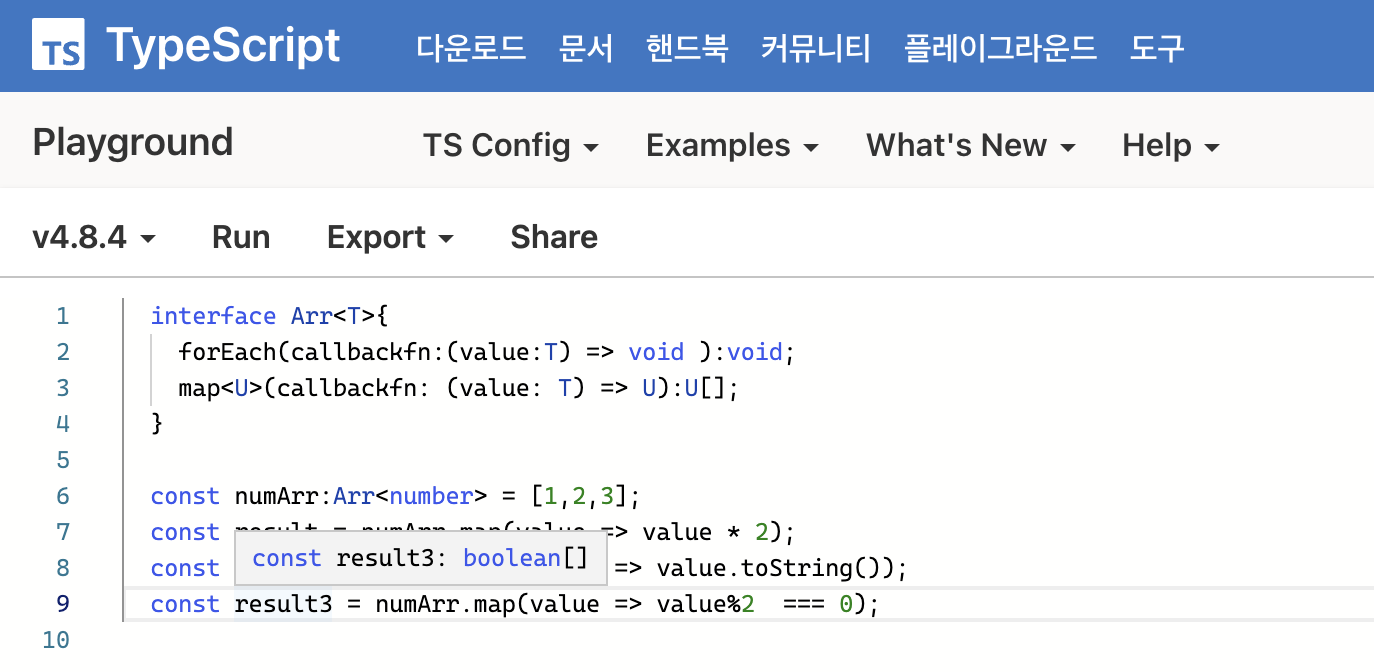 TS TypeScript 다운로드 문서 핸드북 커뮤니티 플레이그라운드 도구
Playground TS Config Examples What's New Help
v4.8.4 Run Export Share
1 interface Arr<T>{
2 forEach(callbackfn:(value:T) => void ):void;
3 map<U>(callbackfn: (value: T) => U):U[];
4 }
5
6 const numArr:Arr<number> = [1,2,3];
7 const result = numArr.map(value => value * 2);
const result3: boolean[]
8 const => value.toString());
9 const result3 = numArr.map(value => value%2  === 0);
10